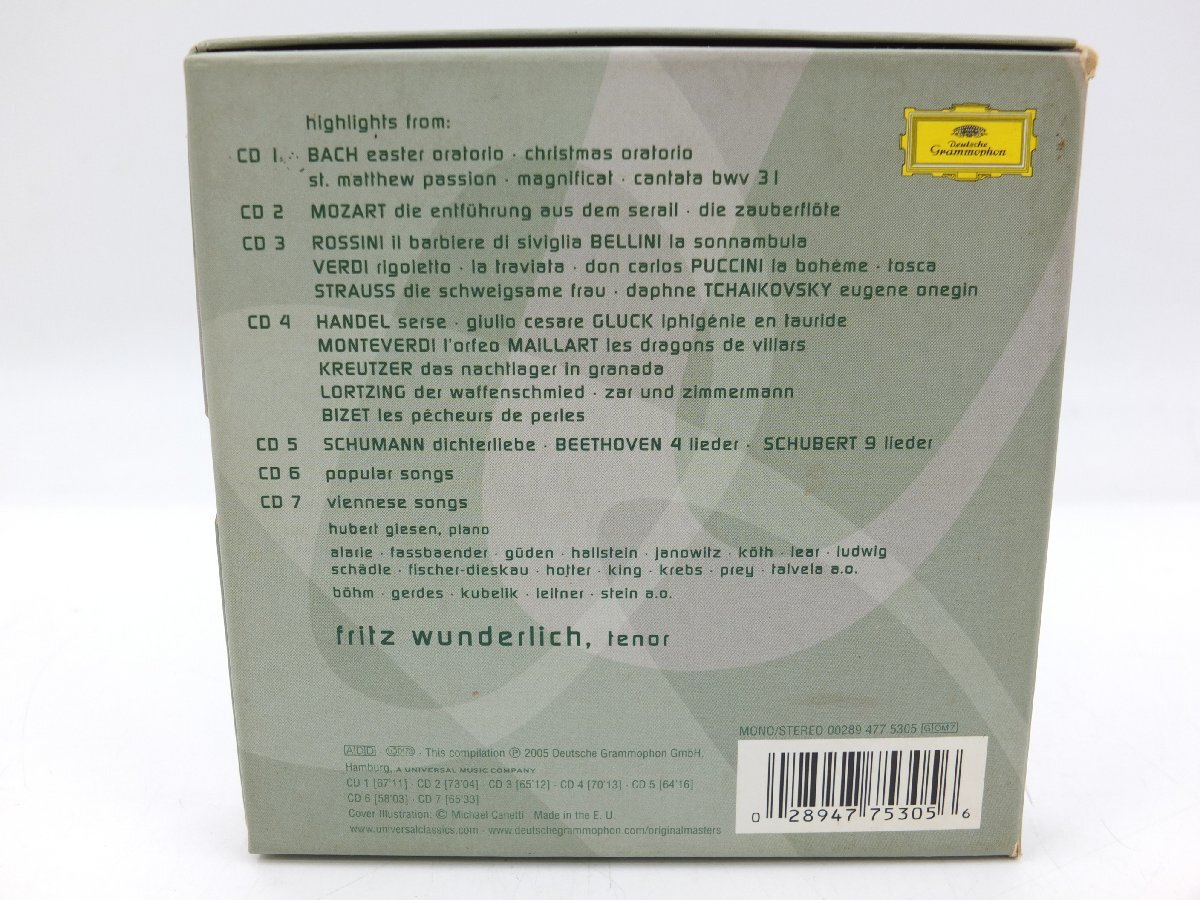 highlights from:
CD 1 BACH easter oratorio · christmas oratorio
st. matthew passion · magnificat · cantata bwv 31
CD 2 MOZART die entführung aus dem serail · die zauberflöte
CD 3 ROSSINI il barbiere di siviglia BELLINI la sonnambula
VERDI rigoletto · la traviata · don carlos PUCCINI la bohème · tosca
STRAUSS die schweigsame frau · daphne TCHAIKOVSKY eugene onegin
CD 4 HANDEL serse · giulio cesare GLUCK iphigénie en tauride
MONTEVERDI l'orfeo MAILLART les dragons de villars
KREUTZER das nachtlager in granada
LORTZING der waffenschmied · zar und zimmermann
BIZET les pêcheurs de perles
CD 5 SCHUMANN dichterliebe · BEETHOVEN 4 lieder · SCHUBERT 9 lieder
CD 6 popular songs
CD 7 viennese songs
hubert giesen, piano
alarie · fassbaender · güden · hallstein · janowitz · köth · lear · ludwig
schädle · fischer-dieskau · hotter · king · krebs · prey · talvela a.o.
böhm · gerdes · kubelik · leitner · stein a.o.
fritz wunderlich, tenor
Deutsche
Grammophon
MONO/STEREO 00289 477 5305 GOM7
ADD · This compilation ℗ 2005 Deutsche Grammophon GmbH,
Hamburg, A UNIVERSAL MUSIC COMPANY
CD 1 [67'11] · CD 2 [73'04] · CD 3 [65'12] · CD 4 [70'13] · CD 5 [64'16]
CD 6 [58'03] · CD 7 [65'33]
Cover Illustration: © Michael Canetti · Made in the E. U.
www.universalclassics.com · www.deutschegrammophon.com/originalmasters
0 28947 75305 6